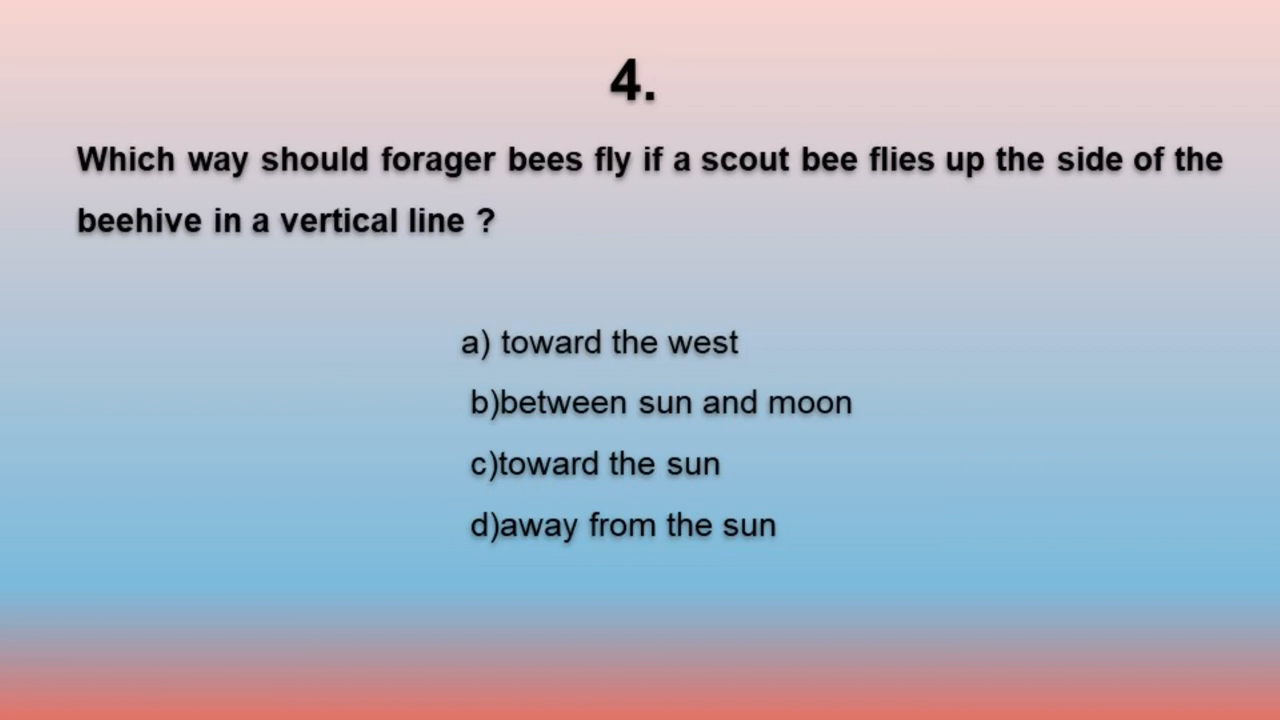 4.
Which way should forager bees fly if a scout bee flies up the side of the
beehive in a vertical line ?
a) toward the west
b)between sun and moon
c)toward the sun
d)away from the sun